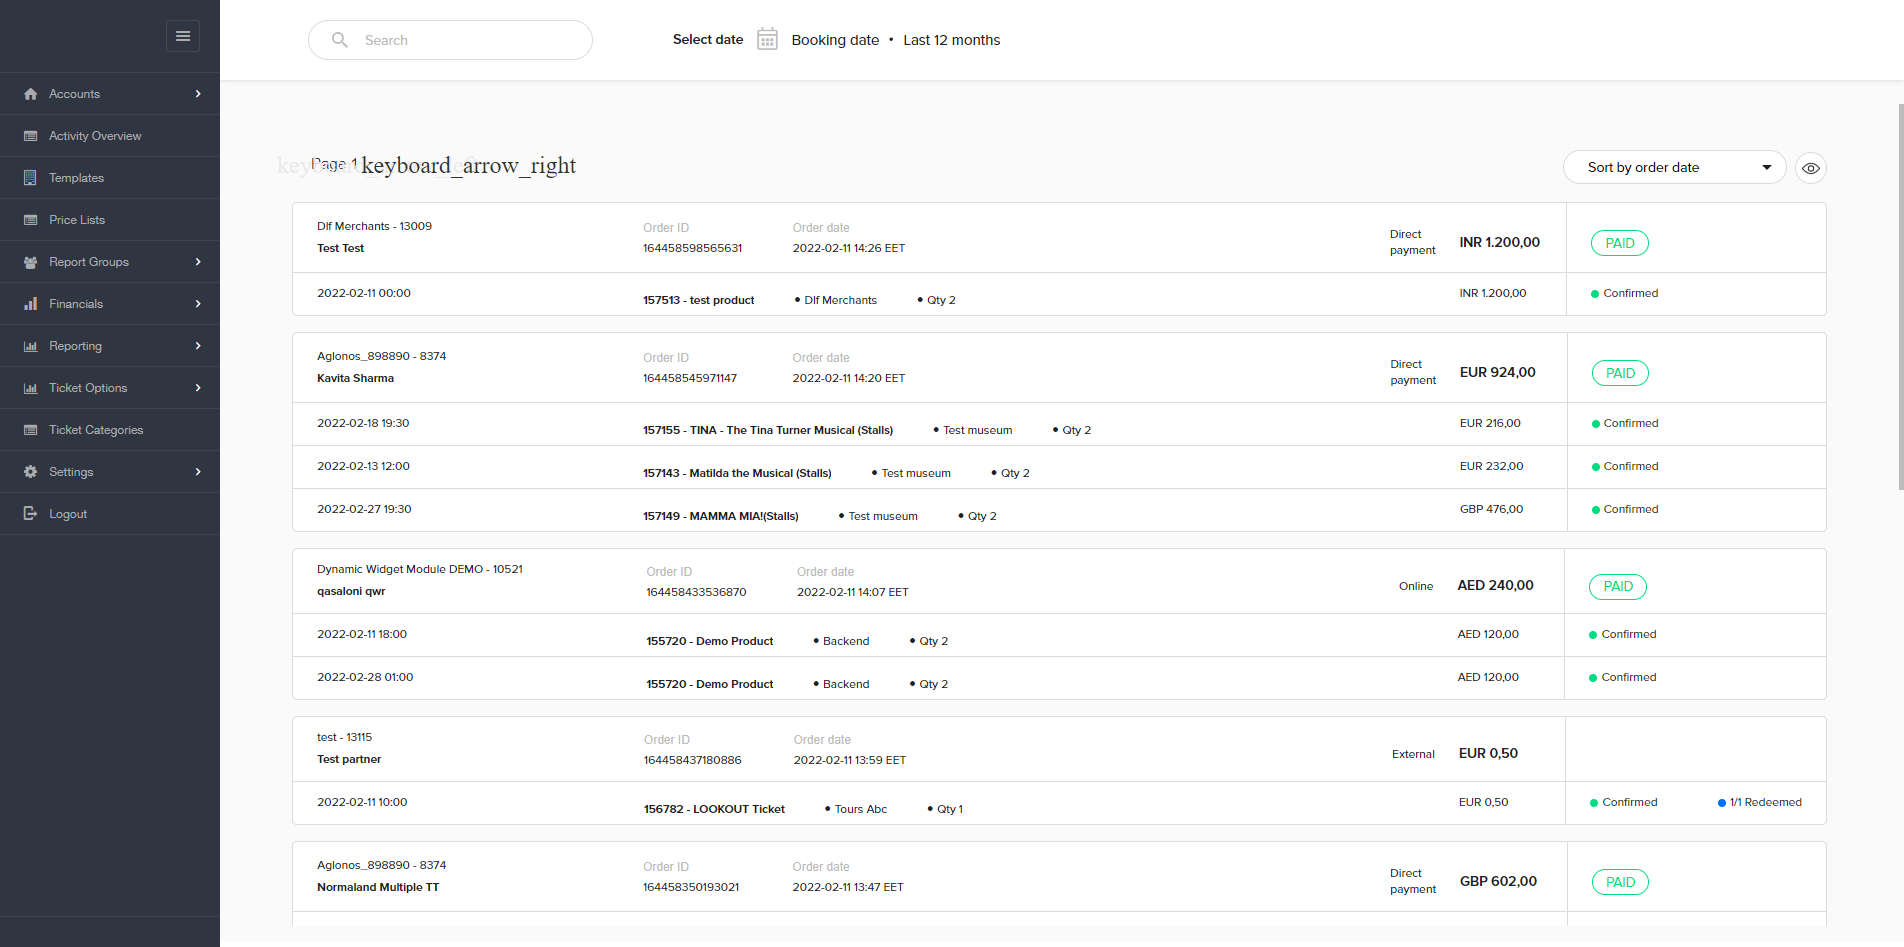 Search
Select date Booking date • Last 12 months
Accounts
Activity Overview
Templates
Price Lists
Report Groups
Financials
Reporting
Ticket Options
Ticket Categories
Settings
Logout
Page 1 keyboard_arrow_right
Sort by order date
Dlf Merchants - 13009 Order ID Order date
Test Test 164458598565631 2022-02-11 14:26 EET Direct payment INR 1.200,00 PAID
2022-02-11 00:00 157513 - test product • Dlf Merchants • Qty 2 INR 1.200,00 Confirmed
Aglonos_898890 - 8374 Order ID Order date
Kavita Sharma 164458545971147 2022-02-11 14:20 EET Direct payment EUR 924,00 PAID
2022-02-18 19:30 157155 - TINA - The Tina Turner Musical (Stalls) • Test museum • Qty 2 EUR 216,00 Confirmed
2022-02-13 12:00 157143 - Matilda the Musical (Stalls) • Test museum • Qty 2 EUR 232,00 Confirmed
2022-02-27 19:30 157149 - MAMMA MIA!(Stalls) • Test museum • Qty 2 GBP 476,00 Confirmed
Dynamic Widget Module DEMO - 10521 Order ID Order date
qasaloni qwr 164458433536870 2022-02-11 14:07 EET Online AED 240,00 PAID
2022-02-11 18:00 155720 - Demo Product • Backend • Qty 2 AED 120,00 Confirmed
2022-02-28 01:00 155720 - Demo Product • Backend • Qty 2 AED 120,00 Confirmed
test - 13115 Order ID Order date
Test partner 164458437180886 2022-02-11 13:59 EET External EUR 0,50
2022-02-11 10:00 156782 - LOOKOUT Ticket • Tours Abc • Qty 1 EUR 0,50 Confirmed 1/1 Redeemed
Aglonos_898890 - 8374 Order ID Order date
Normaland Multiple TT 164458350193021 2022-02-11 13:47 EET Direct payment GBP 602,00 PAID